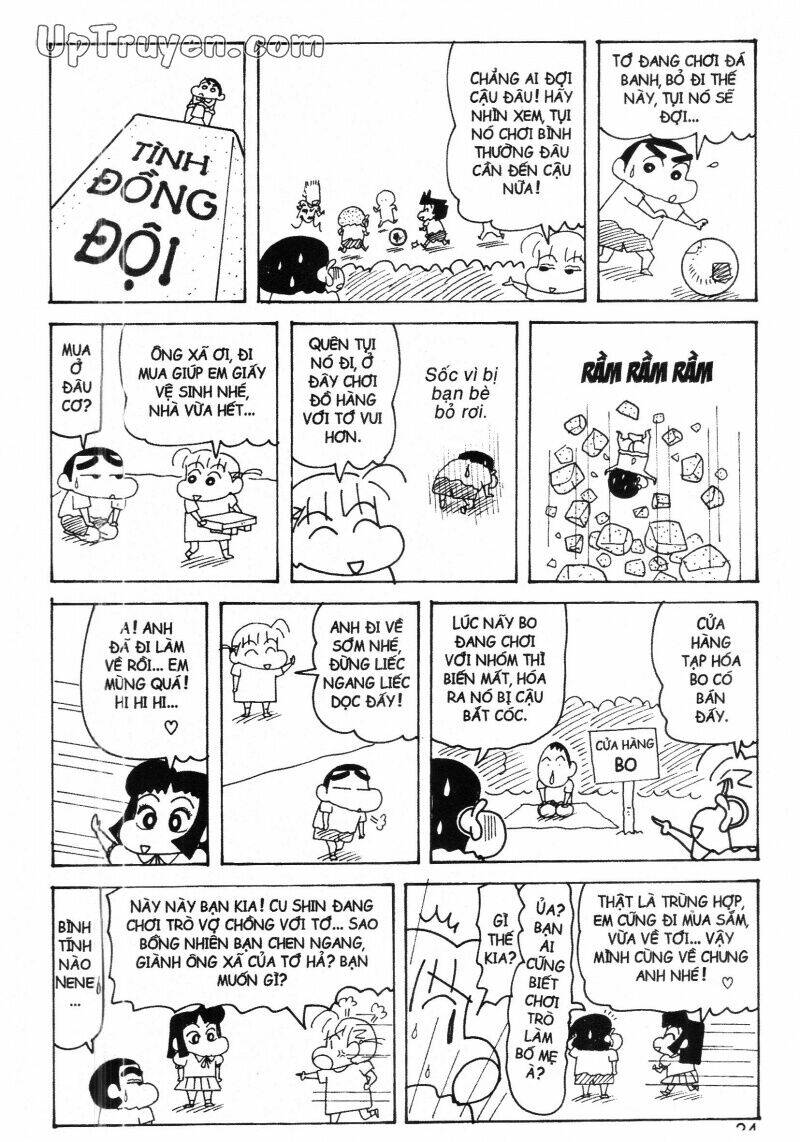 UpTruyen.com
TỚ ĐANG CHƠI ĐÁ
BANH, BỎ ĐI THẾ
NÀY, TỤI NÓ SẼ
ĐỢI...
CHẲNG AI ĐỢI
CẬU ĐÂU! HÃY
NHÌN XEM, TỤI
NÓ CHƠI BÌNH
THƯỜNG ĐÂU
CẦN ĐẾN CẬU
NỮA!
TÌNH
ĐỒNG
ĐỘI
RẦM RẦM RẦM
Sốc vì bị
bạn bè
bỏ rơi.
QUÊN TỤI
NÓ ĐI, Ở
ĐÂY CHƠI
ĐỒ HÀNG
VỚI TỚ VUI
HƠN.
ÔNG XÃ ƠI, ĐI
MUA GIÚP EM GIẤY
VỆ SINH NHÉ,
NHÀ VỪA HẾT...
MUA
Ở
ĐÂU
CƠ?
CỬA
HÀNG
TẠP HÓA
BO CÓ
BÁN
ĐẤY.
CỬA HÀNG
BO
LÚC NÃY BO
ĐANG CHƠI
VỚI NHÓM THÌ
BIẾN MẤT, HÓA
RA NÓ BỊ CẬU
BẮT CÓC.
ANH ĐI VỀ
SỚM NHÉ,
ĐỪNG LIẾC
NGANG LIẾC
DỌC ĐẤY!
A! ANH
ĐÃ ĐI LÀM
VỀ RỒI... EM
MỪNG QUÁ!
HI HI HI...
♡
THẬT LÀ TRÙNG HỢP,
EM CŨNG ĐI MUA SẮM,
VỪA VỀ TỚI... VẬY
MÌNH CÙNG VỀ CHUNG
ANH NHÉ! ♡
ỦA?
BẠN AI
CŨNG
BIẾT
CHƠI
TRÒ
LÀM
BỐ MẸ
À?
GÌ
THẾ
KIA?
NÀY NÀY BẠN KIA! CU SHIN ĐANG
CHƠI TRÒ VỢ CHỒNG VỚI TỚ... SAO
BỖNG NHIÊN BẠN CHEN NGANG,
GIÀNH ÔNG XÃ CỦA TỚ HẢ? BẠN
MUỐN GÌ?
BÌNH
TĨNH
NÀO
NENE
...